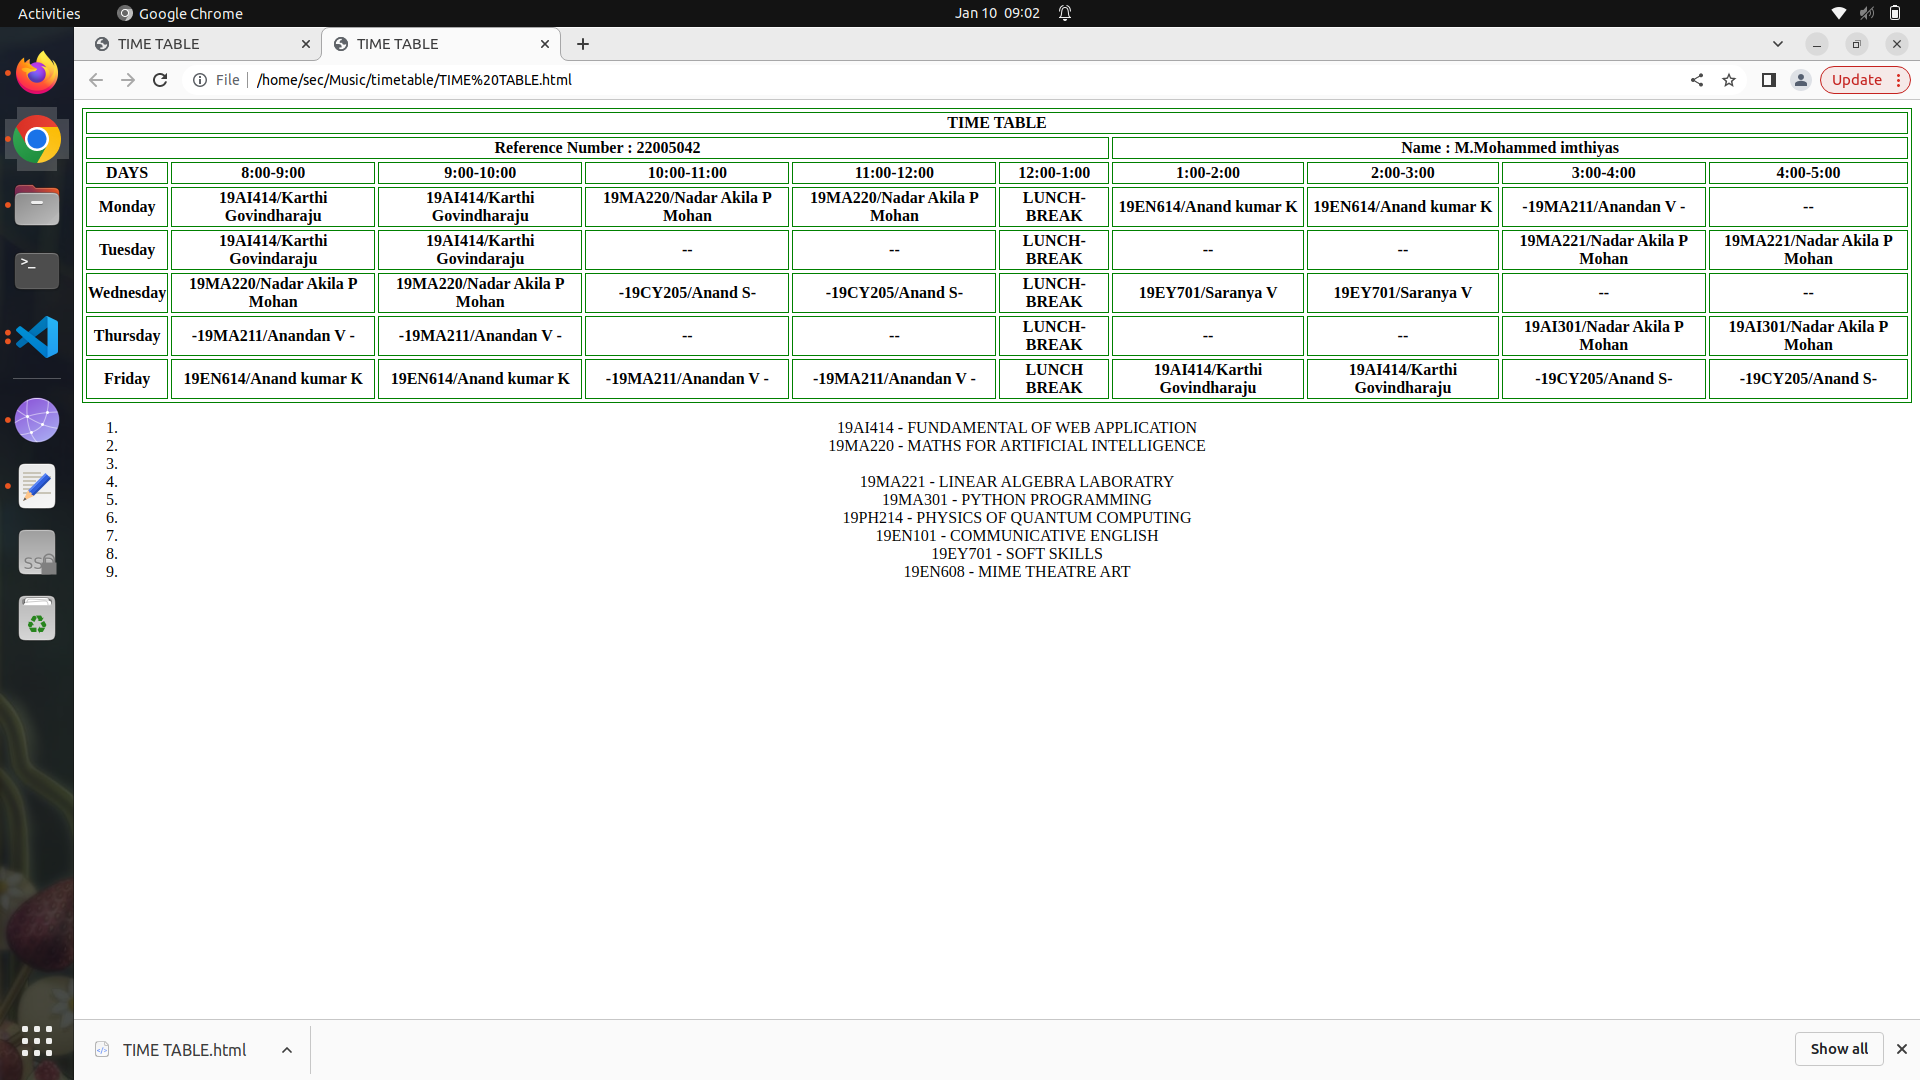 Activities Google Chrome Jan 10 09:02
TIME TABLE TIME TABLE
File /home/sec/Music/timetable/TIME%20TABLE.html Update
TIME TABLE
Reference Number : 22005042 Name : M.Mohammed imthiyas
DAYS 8:00-9:00 9:00-10:00 10:00-11:00 11:00-12:00 12:00-1:00 1:00-2:00 2:00-3:00 3:00-4:00 4:00-5:00
Monday 19AI414/Karthi Govindharaju 19AI414/Karthi Govindharaju 19MA220/Nadar Akila P Mohan 19MA220/Nadar Akila P Mohan LUNCH-BREAK 19EN614/Anand kumar K 19EN614/Anand kumar K -19MA211/Anandan V - --
Tuesday 19AI414/Karthi Govindaraju 19AI414/Karthi Govindaraju -- -- LUNCH-BREAK -- -- 19MA221/Nadar Akila P Mohan 19MA221/Nadar Akila P Mohan
Wednesday 19MA220/Nadar Akila P Mohan 19MA220/Nadar Akila P Mohan -19CY205/Anand S- -19CY205/Anand S- LUNCH-BREAK 19EY701/Saranya V 19EY701/Saranya V -- --
Thursday -19MA211/Anandan V - -19MA211/Anandan V - -- -- LUNCH-BREAK -- -- 19AI301/Nadar Akila P Mohan 19AI301/Nadar Akila P Mohan
Friday 19EN614/Anand kumar K 19EN614/Anand kumar K -19MA211/Anandan V - -19MA211/Anandan V - LUNCH BREAK 19AI414/Karthi Govindharaju 19AI414/Karthi Govindharaju -19CY205/Anand S- -19CY205/Anand S-
1. 19AI414 - FUNDAMENTAL OF WEB APPLICATION
2. 19MA220 - MATHS FOR ARTIFICIAL INTELLIGENCE
3.
4. 19MA221 - LINEAR ALGEBRA LABORATRY
5. 19MA301 - PYTHON PROGRAMMING
6. 19PH214 - PHYSICS OF QUANTUM COMPUTING
7. 19EN101 - COMMUNICATIVE ENGLISH
8. 19EY701 - SOFT SKILLS
9. 19EN608 - MIME THEATRE ART
SS
TIME TABLE.html Show all